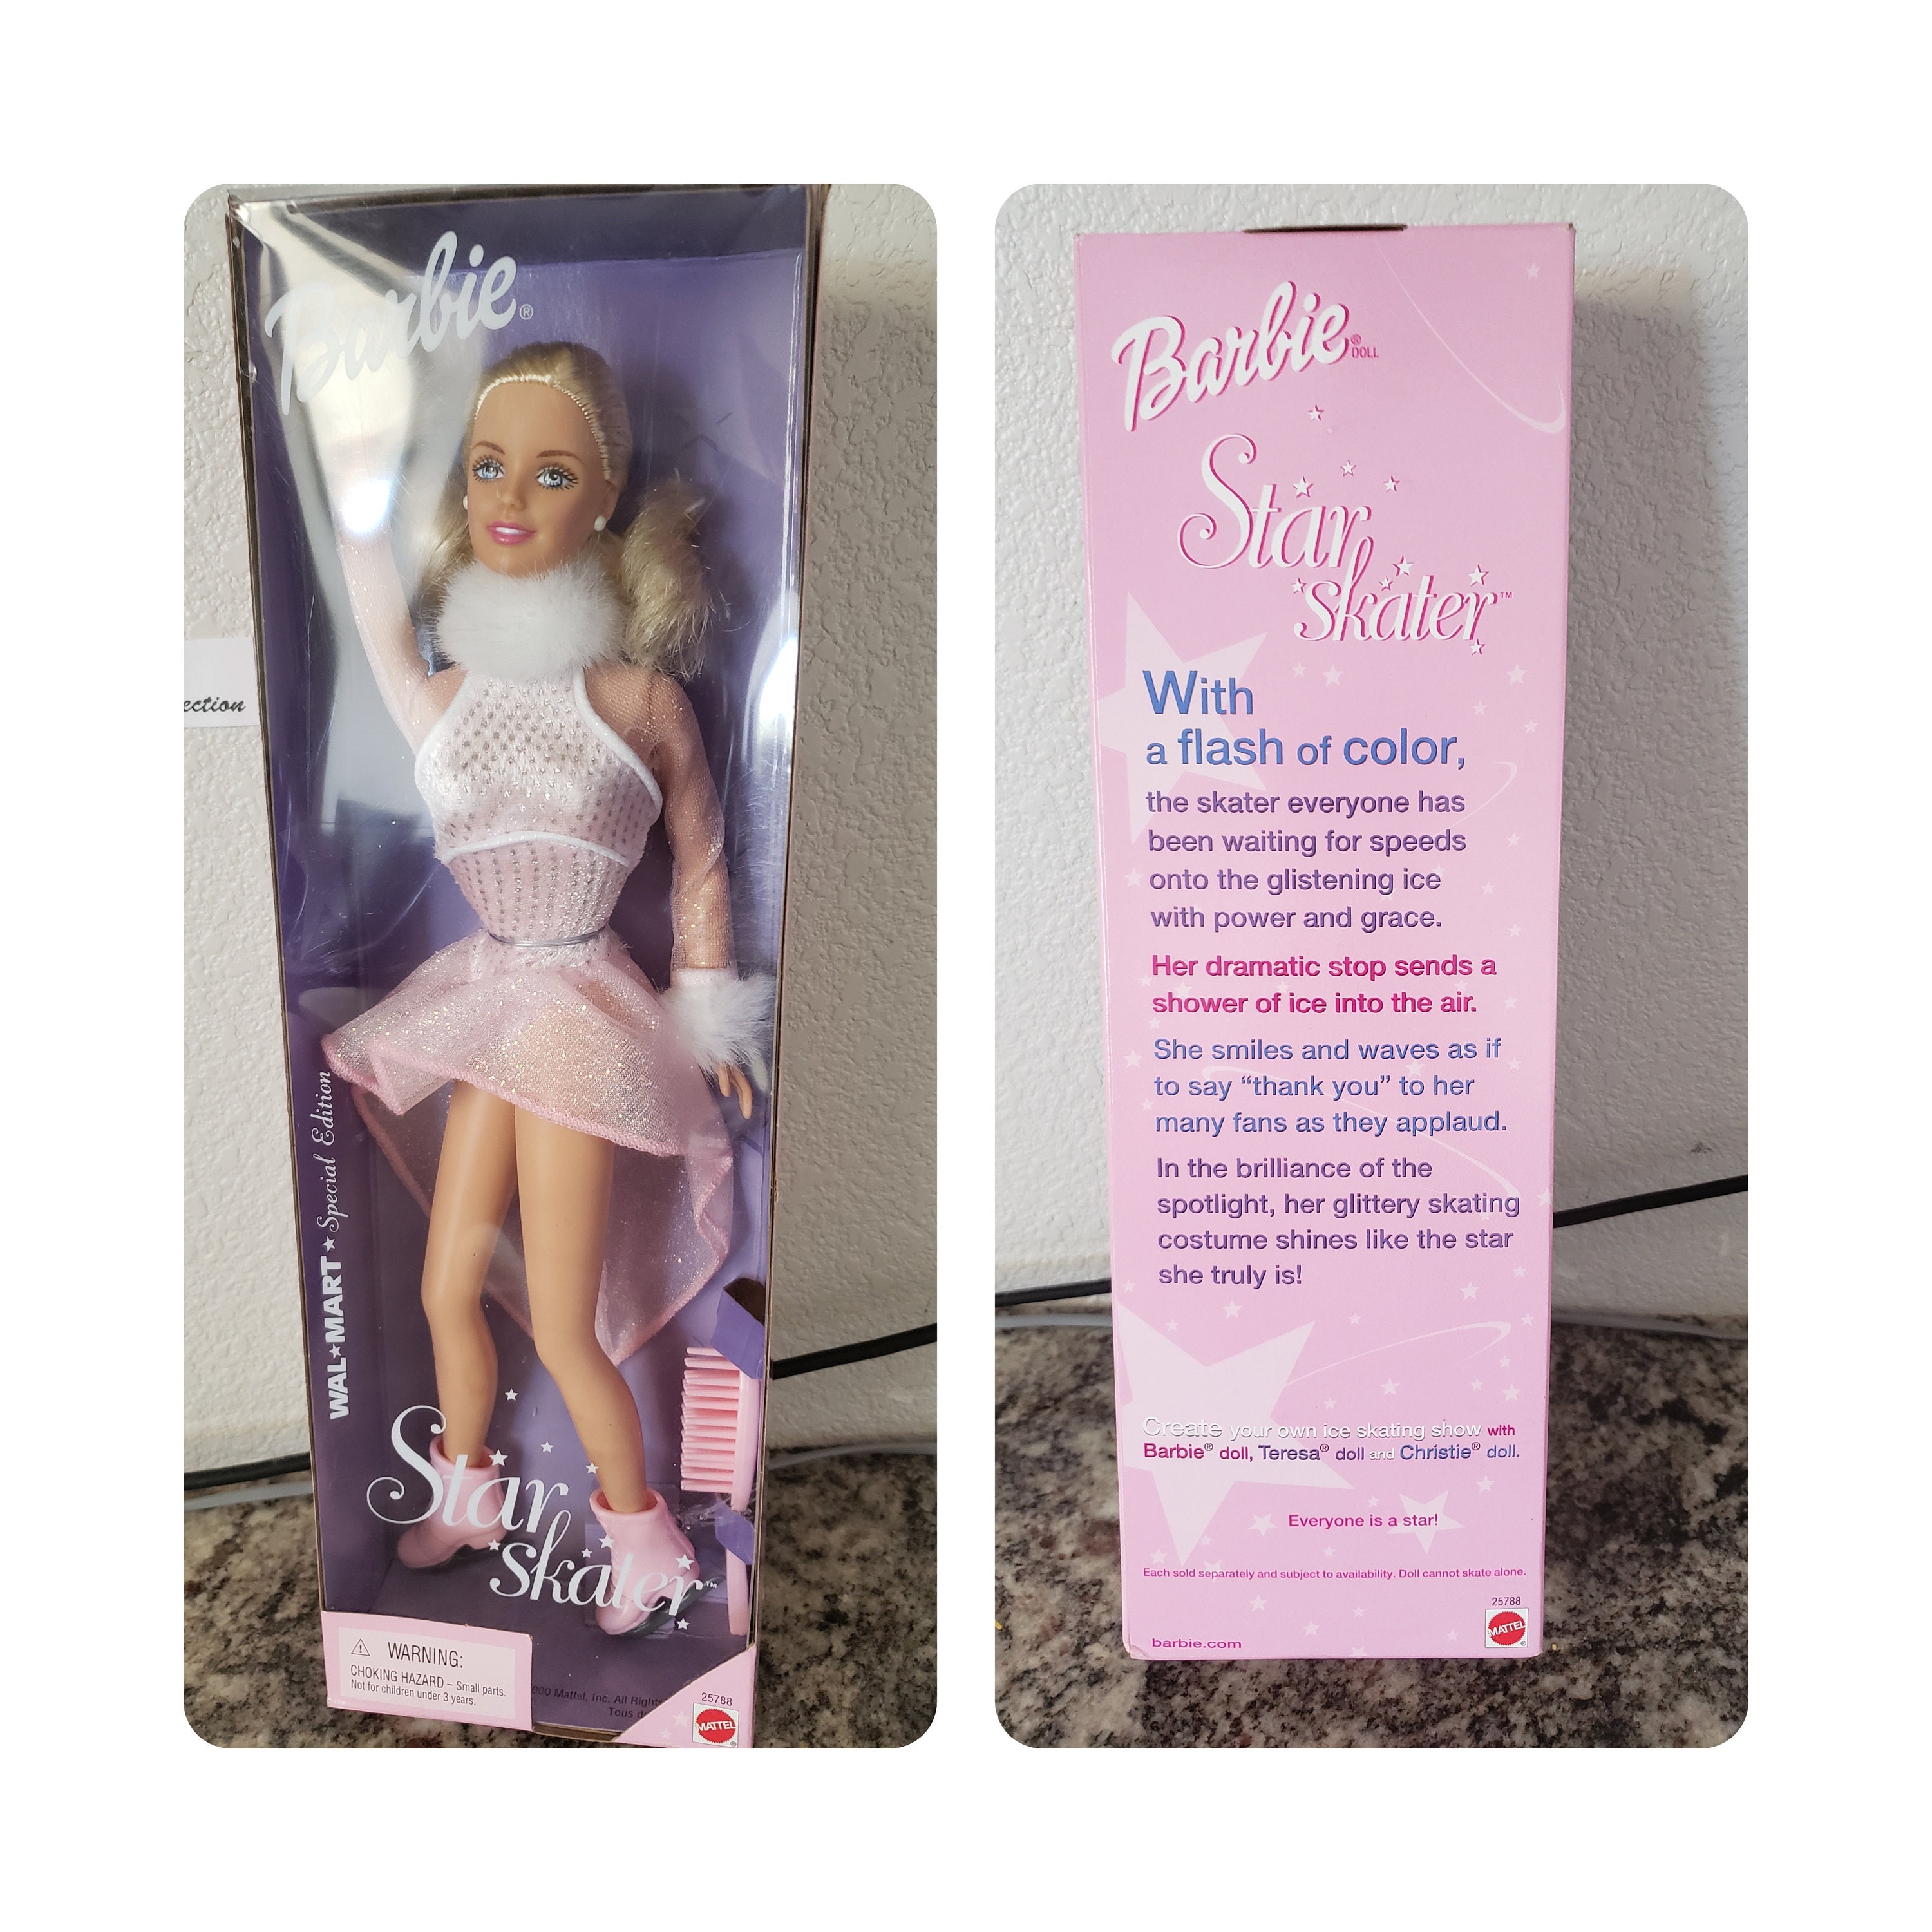 Barbie®
ection
WAL★MART ★ Special Edition
Star
skater™
WARNING:
CHOKING HAZARD – Small parts.
Not for children under 3 years.
Mattel, Inc. All Rights
Tous
25788
MATTEL
Barbie®
DOLL
Star
skater™
With
a flash of color,
the skater everyone has
been waiting for speeds
onto the glistening ice
with power and grace.
Her dramatic stop sends a
shower of ice into the air.
She smiles and waves as if
to say “thank you” to her
many fans as they applaud.
In the brilliance of the
spotlight, her glittery skating
costume shines like the star
she truly is!
Create your own ice skating show with
Barbie® doll, Teresa® doll and Christie® doll.
Everyone is a star!
Each sold separately and subject to availability. Doll cannot skate alone.
25788
MATTEL
barbie.com